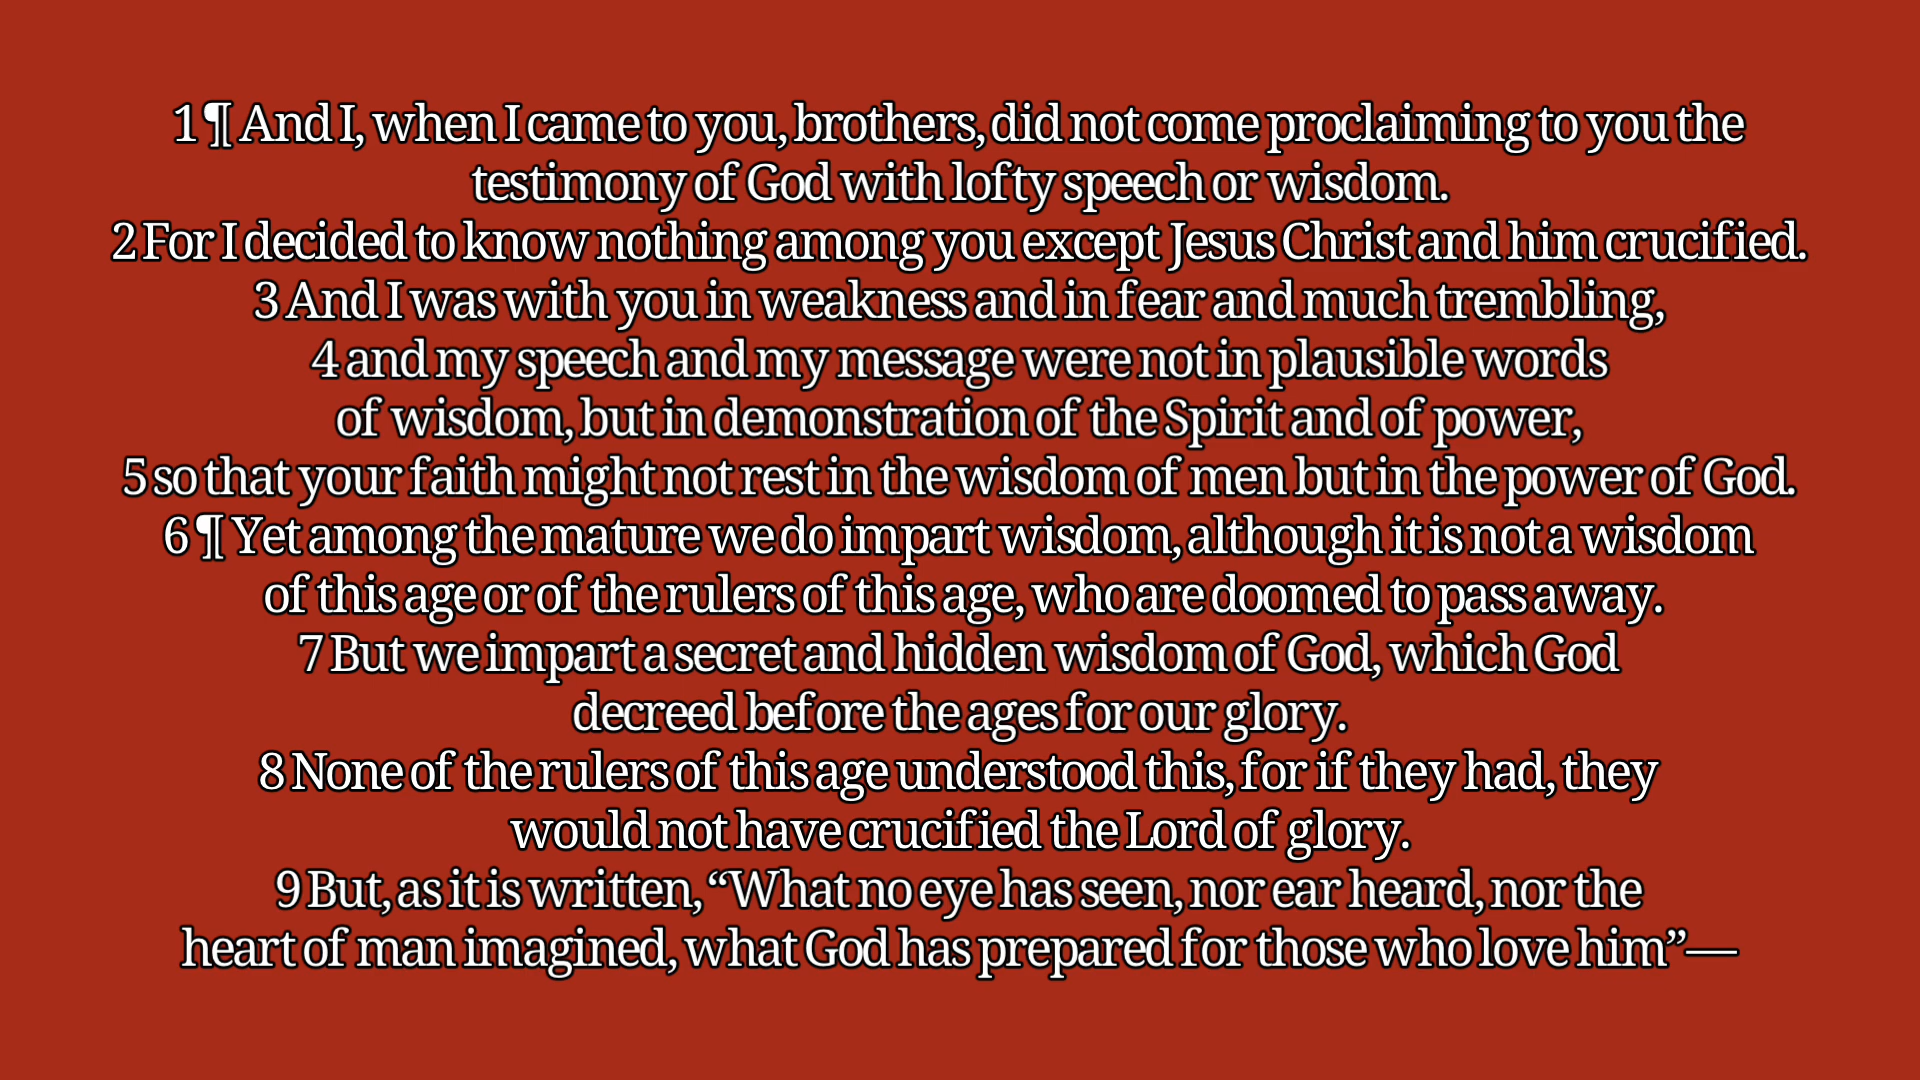 1 ¶ And I, when I came to you, brothers, did not come proclaiming to you the
testimony of God with lofty speech or wisdom.
2 For I decided to know nothing among you except Jesus Christ and him crucified.
3 And I was with you in weakness and in fear and much trembling,
4 and my speech and my message were not in plausible words
of wisdom, but in demonstration of the Spirit and of power,
5 so that your faith might not rest in the wisdom of men but in the power of God.
6 ¶ Yet among the mature we do impart wisdom, although it is not a wisdom
of this age or of the rulers of this age, who are doomed to pass away.
7 But we impart a secret and hidden wisdom of God, which God
decreed before the ages for our glory.
8 None of the rulers of this age understood this, for if they had, they
would not have crucified the Lord of glory.
9 But, as it is written, “What no eye has seen, nor ear heard, nor the
heart of man imagined, what God has prepared for those who love him”—